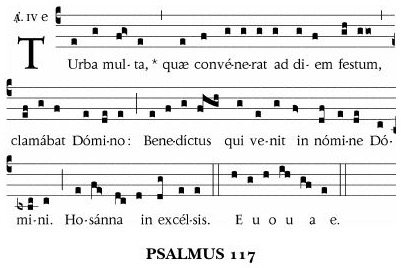 A. IV e
Turba mul- ta, * quæ convé-ne-rat ad di- em festum,
clamábat Dómi-no: Bene-díctus qui ve-nit in nómi-ne Dó-
mi-ni. Ho-sánna in excél-sis. E u o u a e.
PSALMUS 117